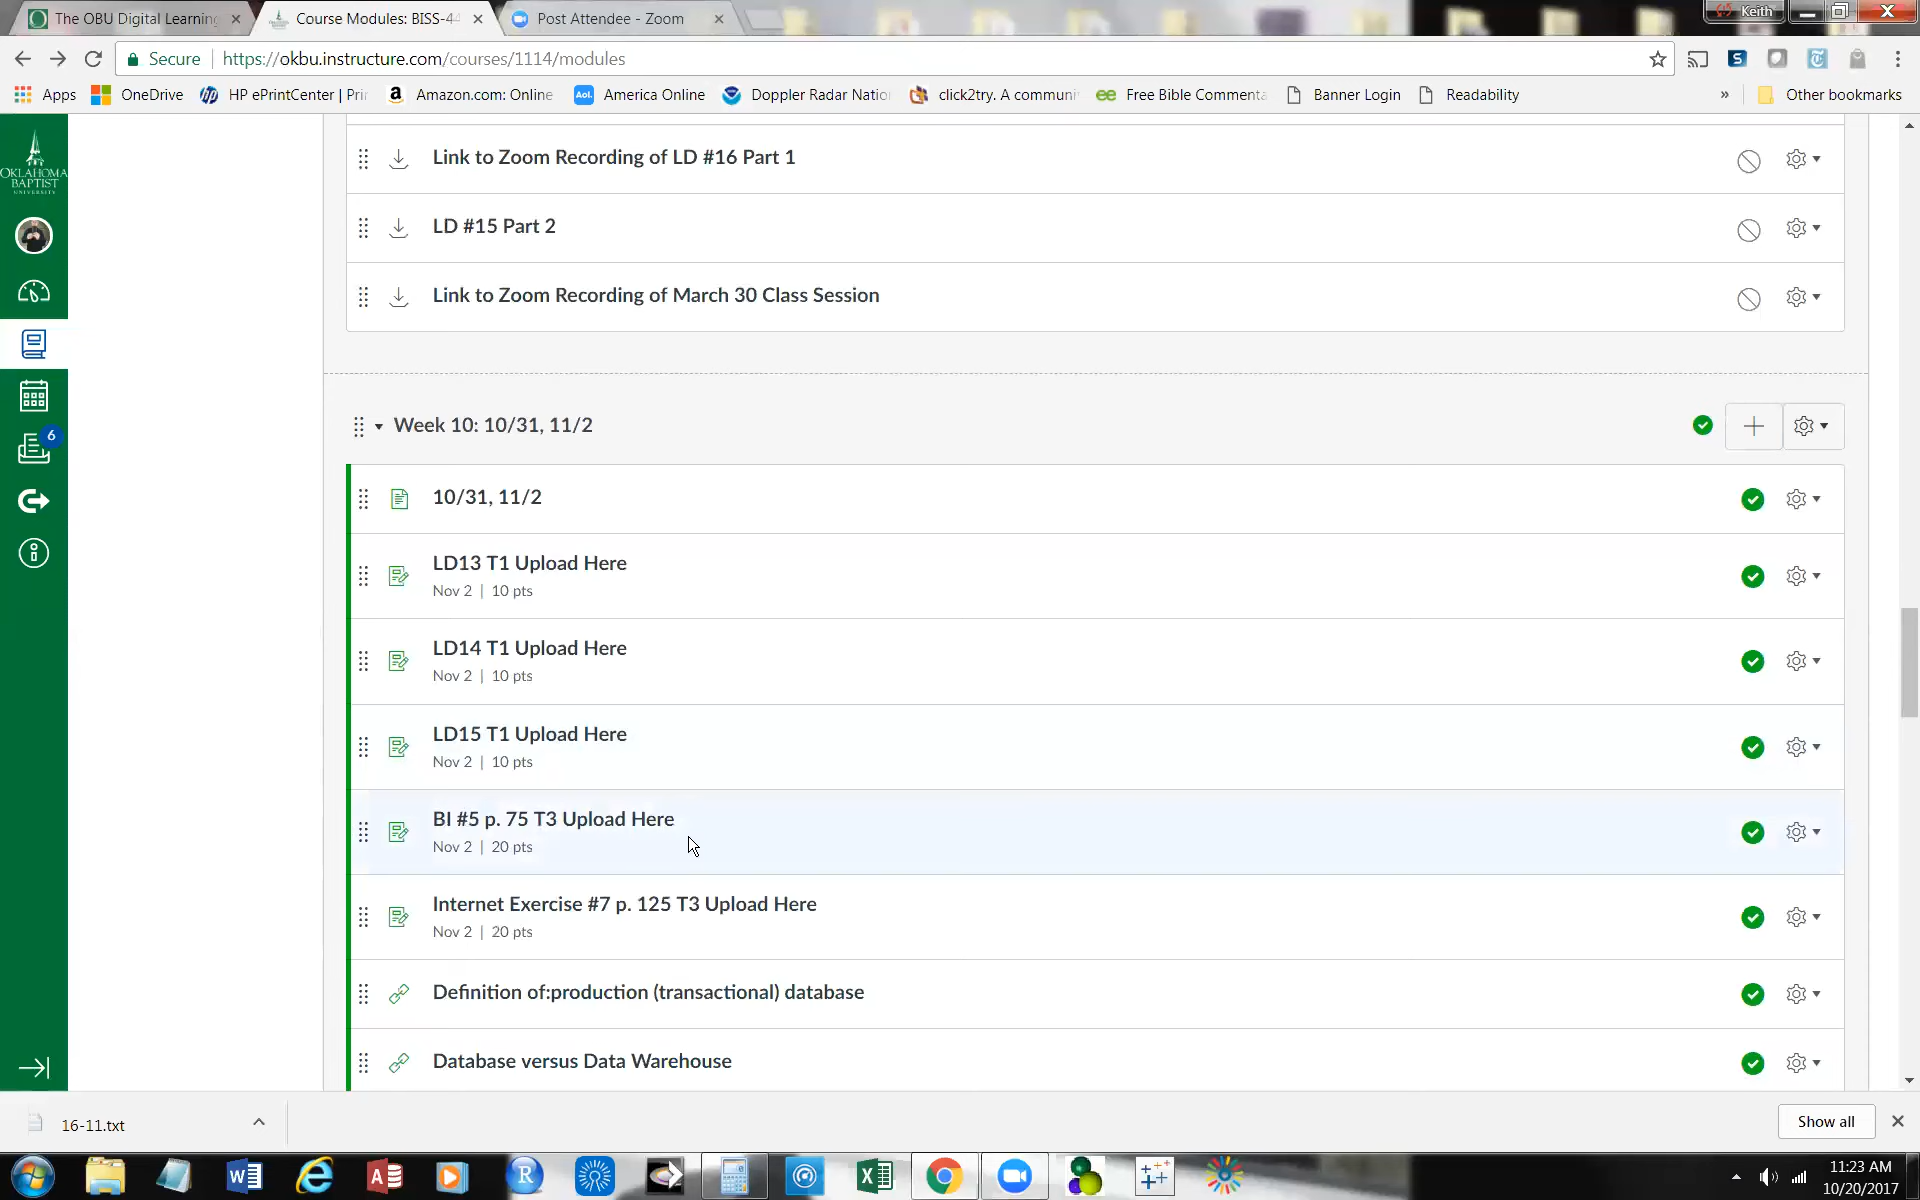 The OBU Digital Learning
Course Modules: BISS-44
Post Attendee - Zoom
Keith
Secure
https://okbu.instructure.com/courses/1114/modules
Apps
OneDrive
HP ePrintCenter | Pri
Amazon.com: Online
America Online
Doppler Radar Natio
click2try. A communi
Free Bible Commenta
Banner Login
Readability
»
Other bookmarks
OKLAHOMA
BAPTIST
UNIVERSITY
6
Link to Zoom Recording of LD #16 Part 1
LD #15 Part 2
Link to Zoom Recording of March 30 Class Session
Week 10: 10/31, 11/2
10/31, 11/2
LD13 T1 Upload Here
Nov 2 | 10 pts
LD14 T1 Upload Here
Nov 2 | 10 pts
LD15 T1 Upload Here
Nov 2 | 10 pts
BI #5 p. 75 T3 Upload Here
Nov 2 | 20 pts
Internet Exercise #7 p. 125 T3 Upload Here
Nov 2 | 20 pts
Definition of:production (transactional) database
Database versus Data Warehouse
16-11.txt
Show all
11:23 AM
10/20/2017